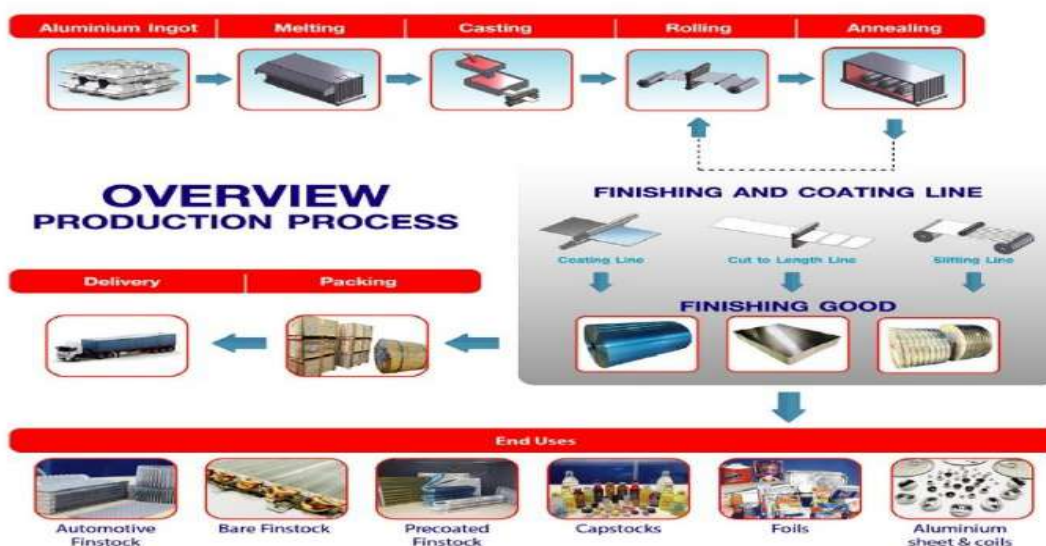 Aluminium Ingot
Melting
Casting
Rolling
Annealing
OVERVIEW
PRODUCTION PROCESS
FINISHING AND COATING LINE
Coating Line
Cut to Length Line
Slitting Line
Delivery
Packing
FINISHING GOOD
End Uses
Automotive
Finstock
Bare Finstock
Precoated
Finstock
Capstocks
Foils
Aluminium
sheet & coils